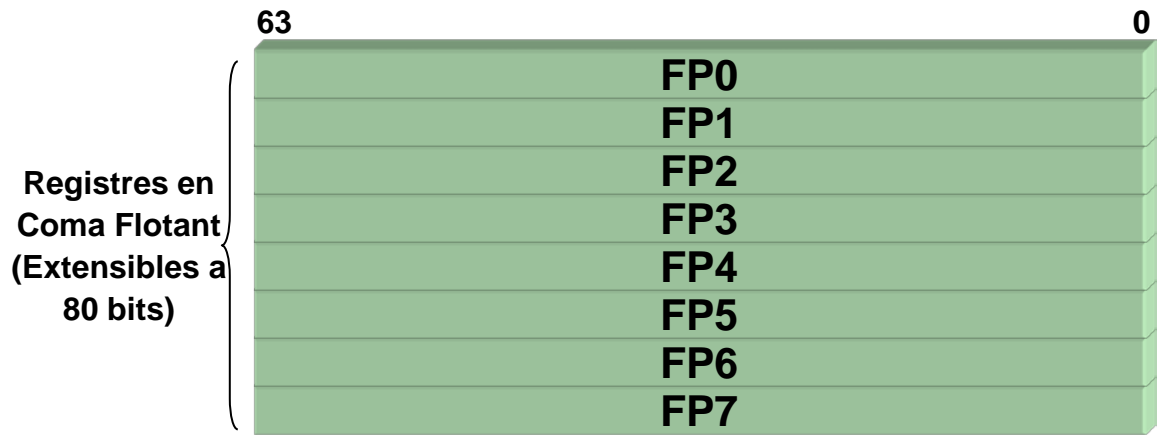 63 0
FP0
FP1
FP2
FP3
FP4
FP5
FP6
FP7
Registres en
Coma Flotant
(Extensibles a
80 bits)